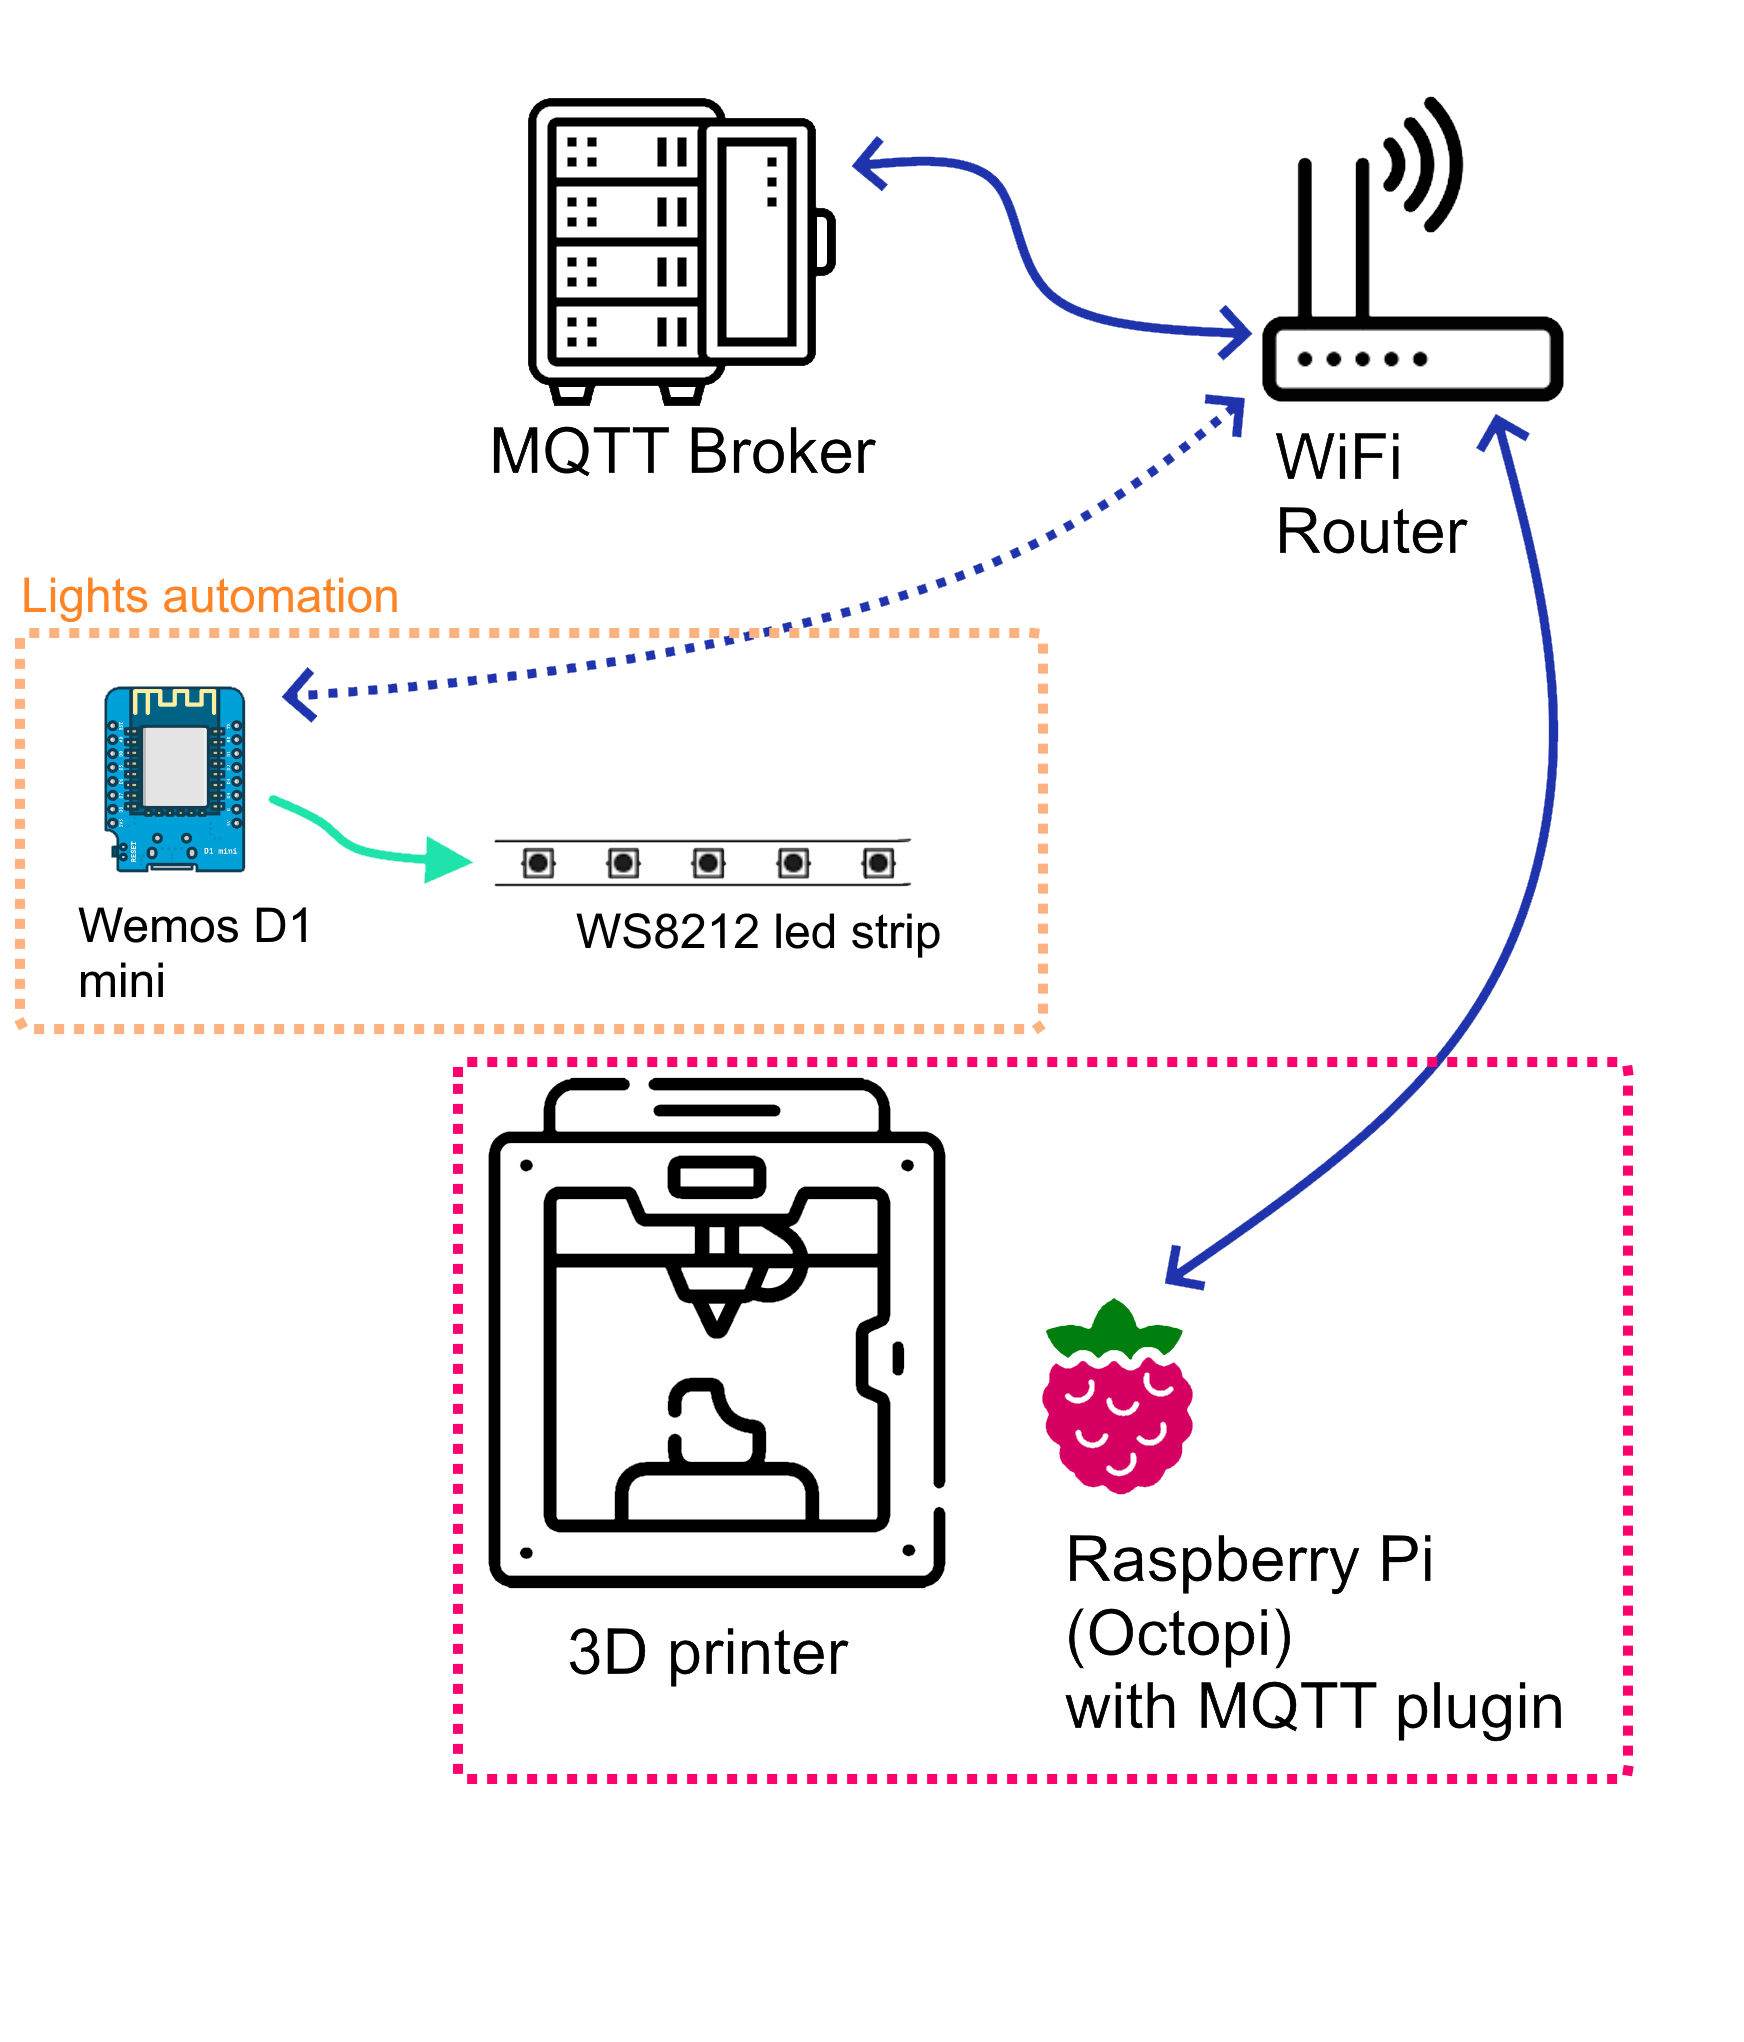 MQTT Broker
WiFi
Router
Lights automation
RESET
D1 mini
Wemos D1
mini
WS8212 led strip
3D printer
Raspberry Pi
(Octopi)
with MQTT plugin